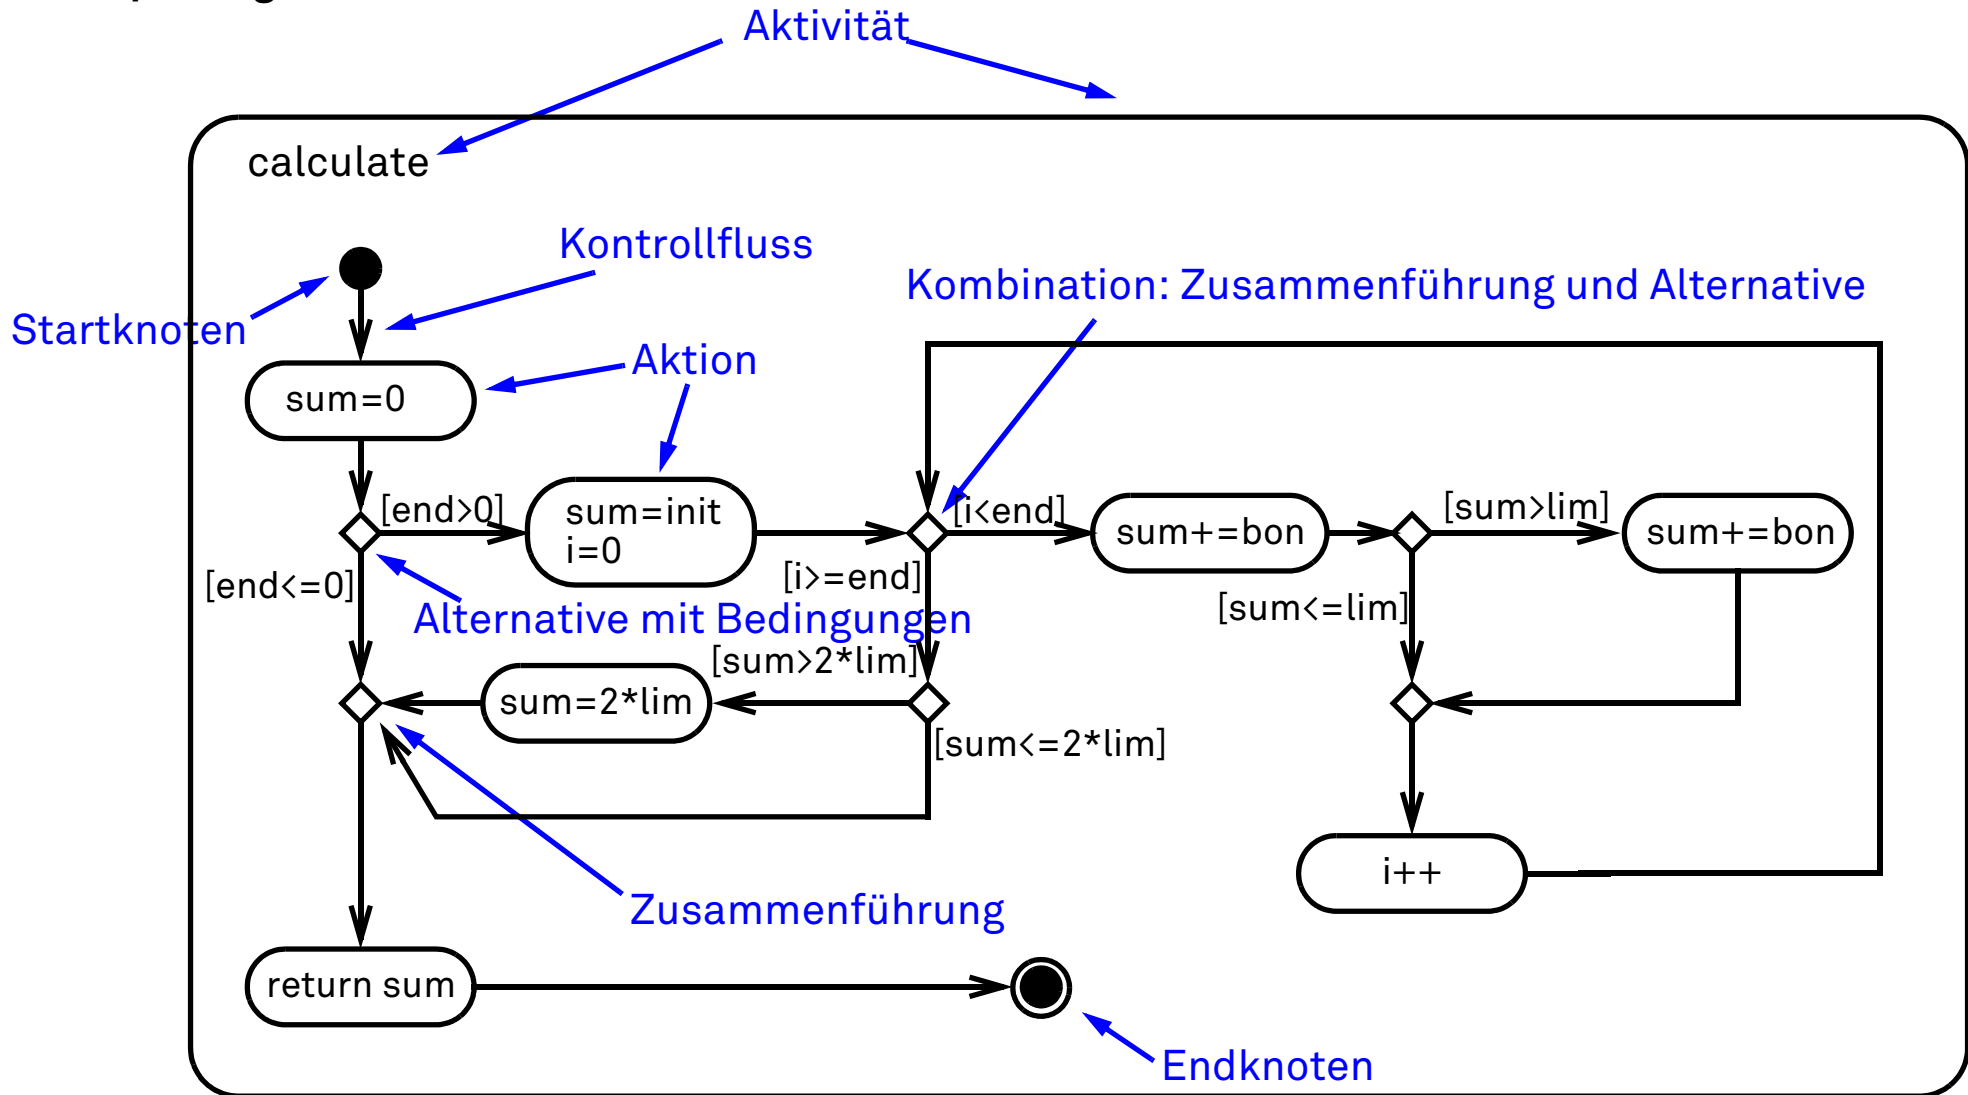 Aktivität
calculate
Kontrollfluss
Kombination: Zusammenführung und Alternative
Startknoten
Aktion
sum=0
[end>0]
sum=init
i=0
[i<end]
sum+=bon
[sum>lim]
sum+=bon
[end<=0]
[i>=end]
[sum<=lim]
Alternative mit Bedingungen
[sum>2*lim]
sum=2*lim
[sum<=2*lim]
i++
Zusammenführung
return sum
Endknoten